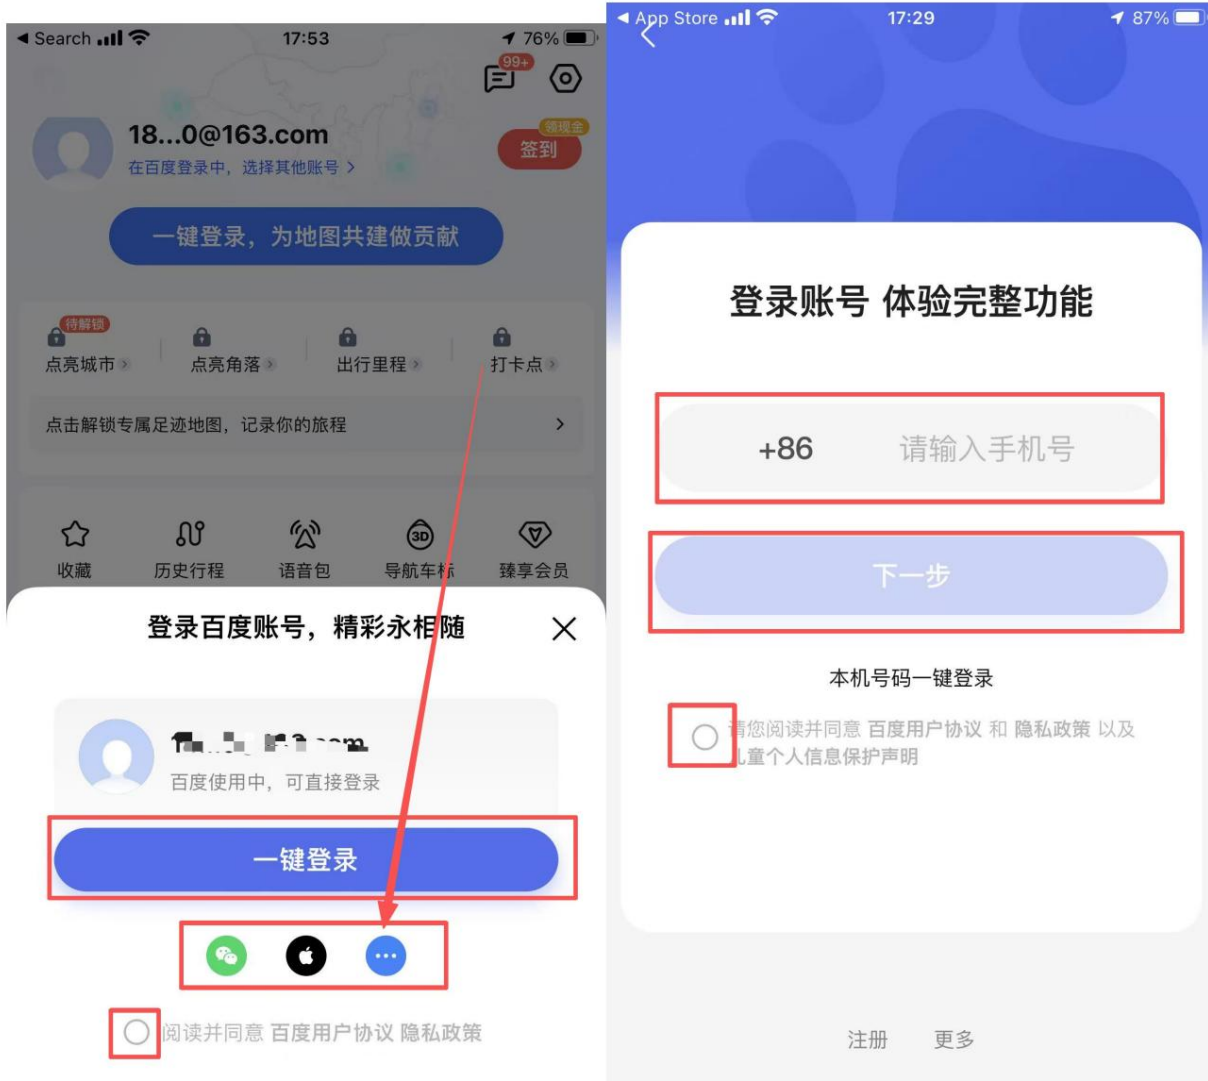 Search
17:53
76%
99+
18...0@163.com
在百度登录中，选择其他账号 >
领现金
签到
一键登录，为地图共建做贡献
待解锁
点亮城市
点亮角落
出行里程
打卡点
点击解锁专属足迹地图，记录你的旅程
收藏
历史行程
3D
语音包
导航车标
臻享会员
登录百度账号，精彩永相随
百度使用中，可直接登录
一键登录
阅读并同意 百度用户协议 隐私政策
App Store
17:29
87%
登录账号 体验完整功能
+86
请输入手机号
下一步
本机号码一键登录
请您阅读并同意 百度用户协议 和 隐私政策 以及
儿童个人信息保护声明
注册
更多